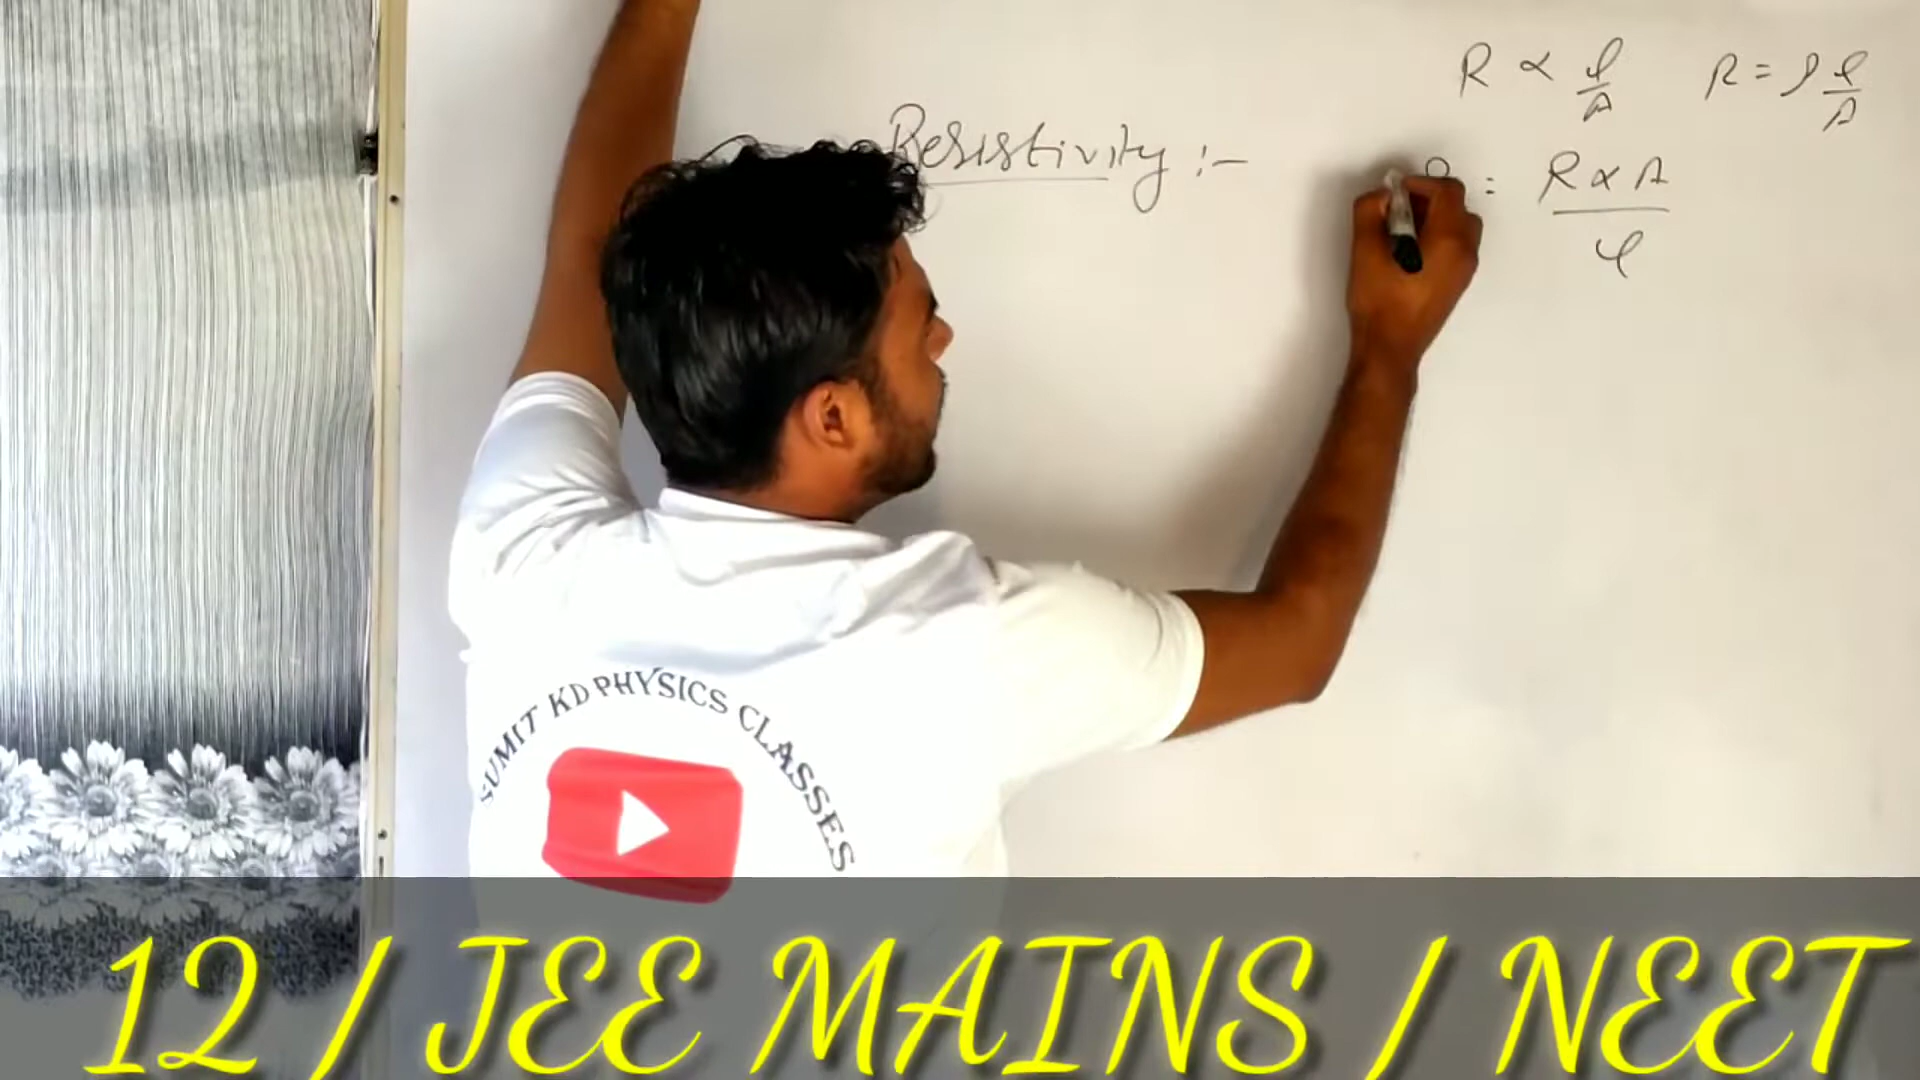 R ∝ l/A   R = ρ l/A
Resistivity :-
= R × A / l
SUMIT KD PHYSICS CLASSES
12 / JEE MAINS / NEET